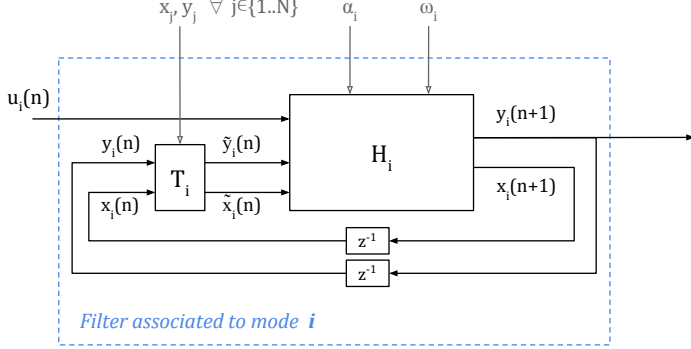 x_j, y_j ∀ j∈{1..N}
α_i
ω_i
u_i(n)
y_i(n)
ỹ_i(n)
y_i(n+1)
T_i
H_i
x_i(n)
x̃_i(n)
x_i(n+1)
z⁻¹
z⁻¹
Filter associated to mode i